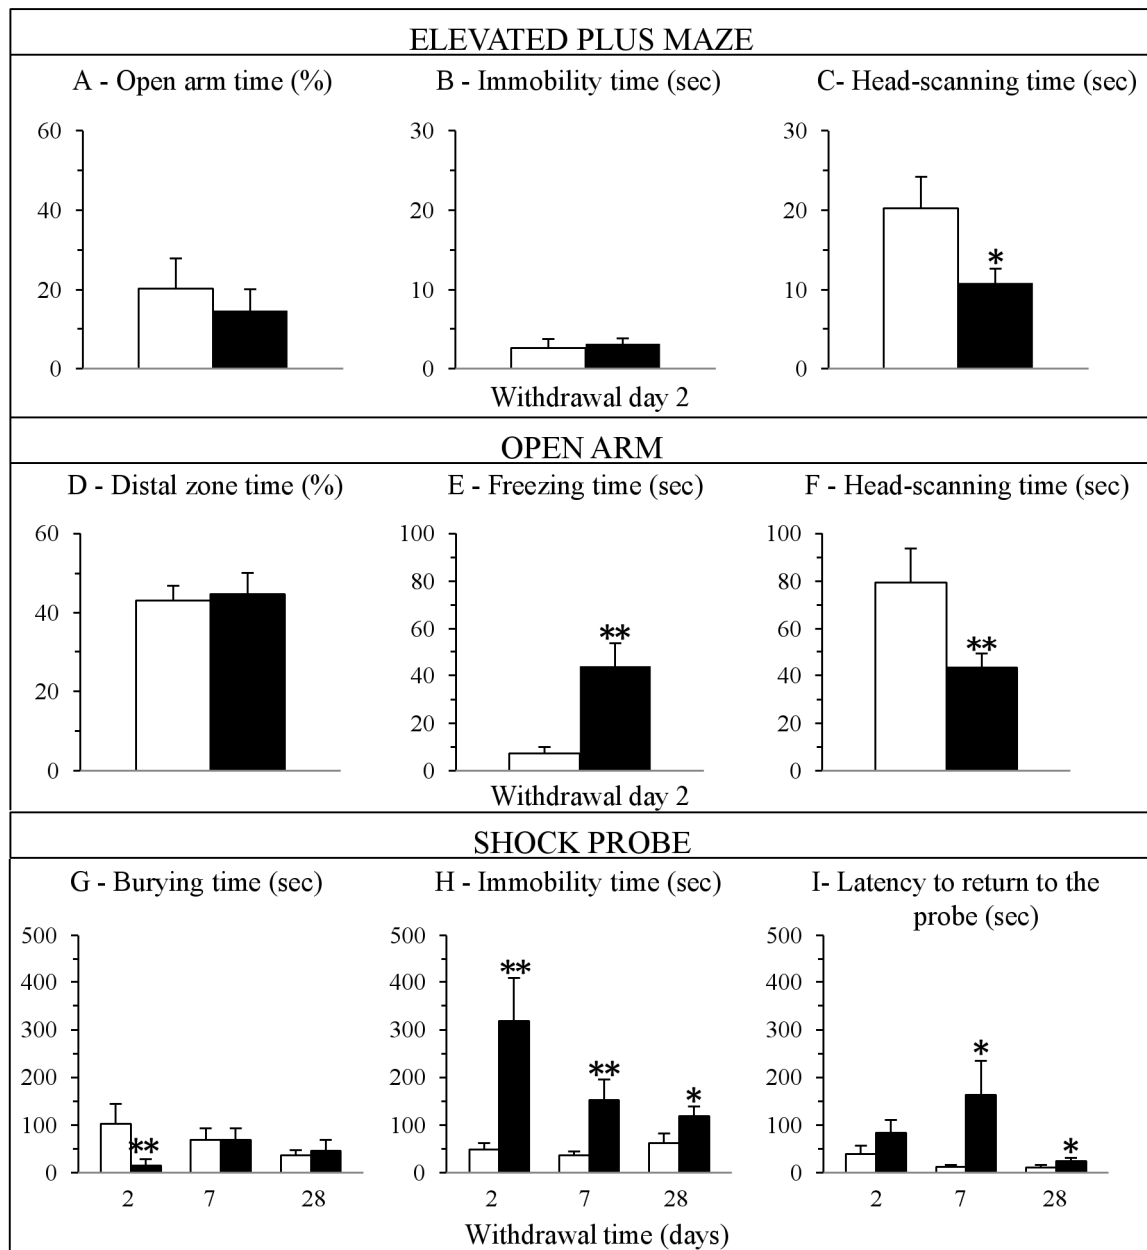 ELEVATED PLUS MAZE
A - Open arm time (%)
B - Immobility time (sec)
C- Head-scanning time (sec)
60
40
20
0
30
20
10
0
30
20
10
0
*
Withdrawal day 2
OPEN ARM
D - Distal zone time (%)
E - Freezing time (sec)
F - Head-scanning time (sec)
60
40
20
0
100
80
60
40
20
0
**
100
80
60
40
20
0
**
Withdrawal day 2
SHOCK PROBE
G - Burying time (sec)
H - Immobility time (sec)
I- Latency to return to the
probe (sec)
500
400
300
200
100
0
**
2 7 28
500
400
300
200
100
0
**
**
*
2 7 28
500
400
300
200
100
0
*
*
2 7 28
Withdrawal time (days)